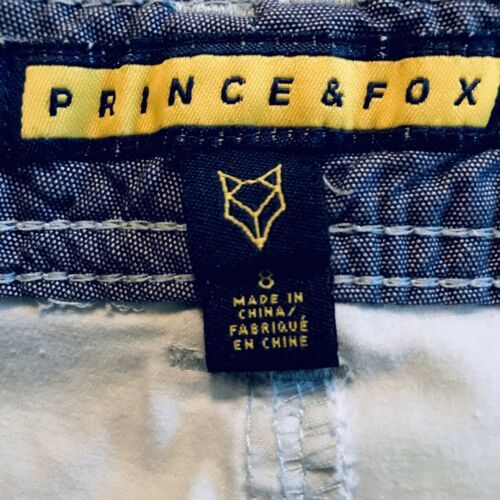 PRINCE & FOX
8
MADE IN
CHINA/
FABRIQUÉ
EN CHINE